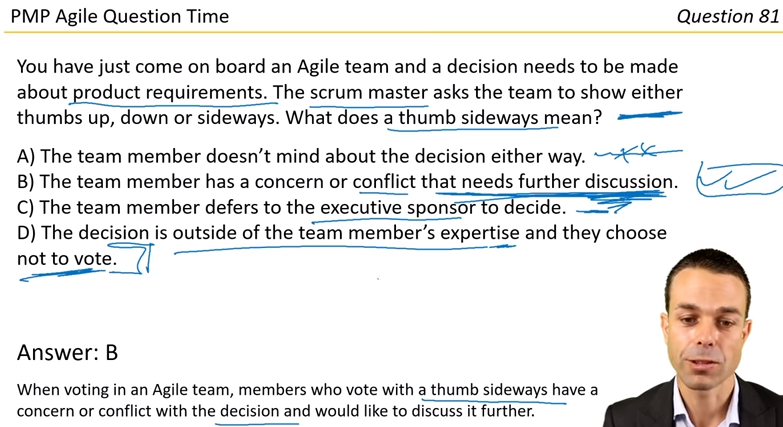 PMP Agile Question Time
Question 81
You have just come on board an Agile team and a decision needs to be made
about product requirements. The scrum master asks the team to show either
thumbs up, down or sideways. What does a thumb sideways mean?
A) The team member doesn't mind about the decision either way.
B) The team member has a concern or conflict that needs further discussion.
C) The team member defers to the executive sponsor to decide.
D) The decision is outside of the team member's expertise and they choose
not to vote.
Answer: B
When voting in an Agile team, members who vote with a thumb sideways have a
concern or conflict with the decision and would like to discuss it further.